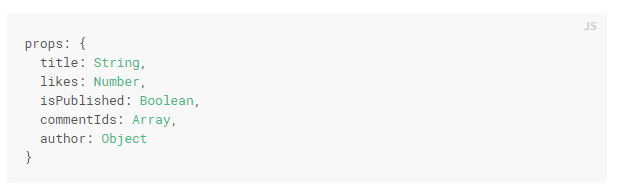 JS
props: {
  title: String,
  likes: Number,
  isPublished: Boolean,
  commentIds: Array,
  author: Object
}